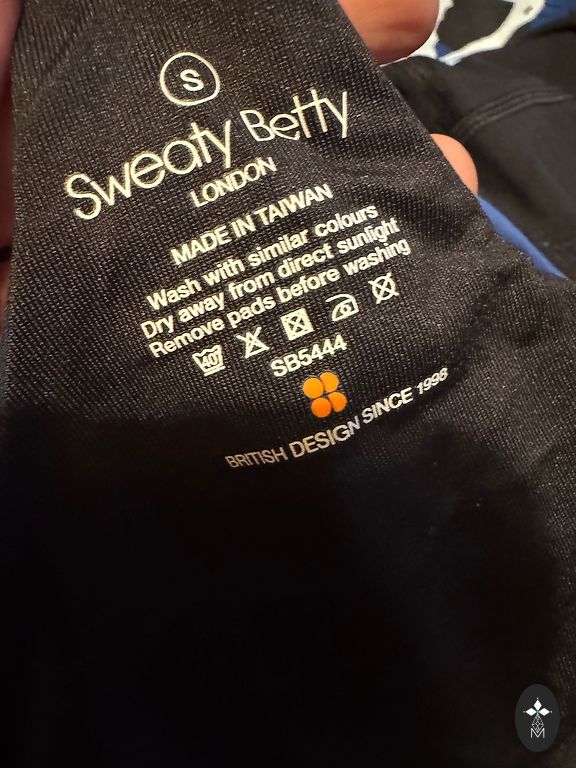 S
Sweaty Betty
LONDON
MADE IN TAIWAN
Wash with similar colours
Dry away from direct sunlight
Remove pads before washing
40
SB5444
BRITISH DESIGN SINCE 1998
M